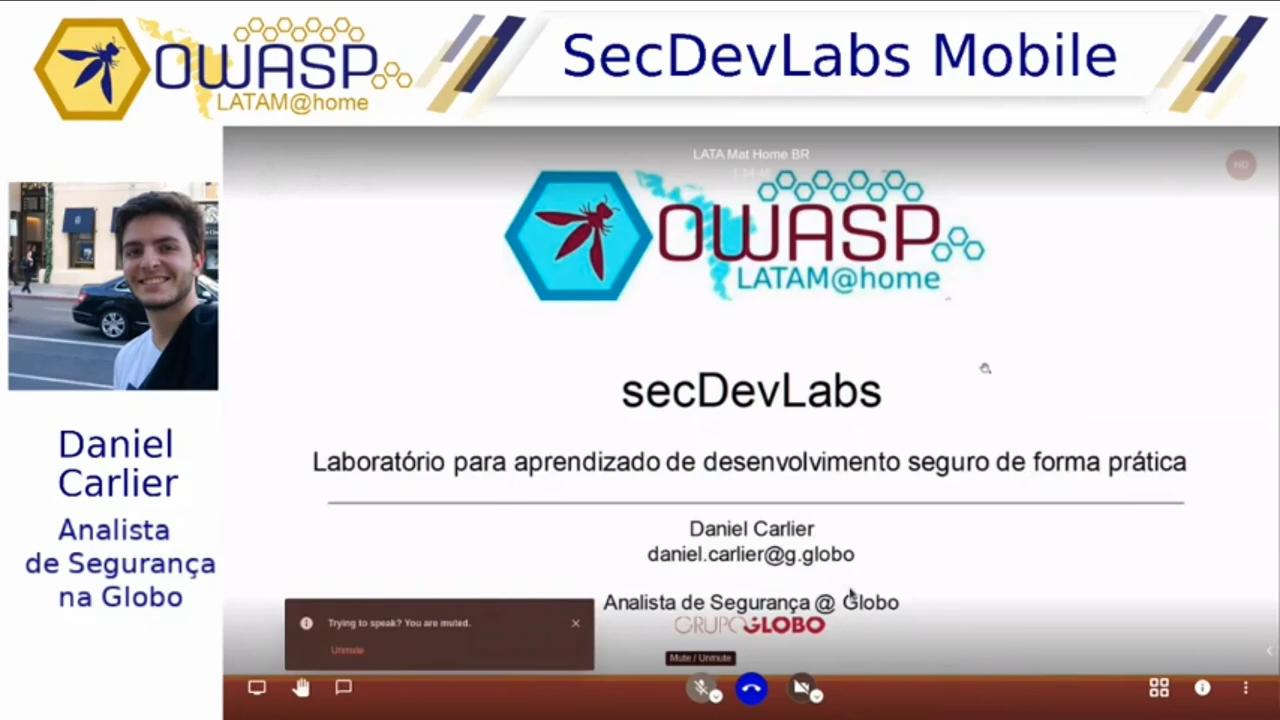 OWASP
LATAM@home
SecDevLabs Mobile
LATA Mat Home BR
HD
OWASP
LATAM@home
secDevLabs
Laboratório para aprendizado de desenvolvimento seguro de forma prática
Daniel Carlier
daniel.carlier@g.globo
Analista de Segurança @ Globo
GRUPOGLOBO
Daniel
Carlier
Analista
de Segurança
na Globo
Trying to speak? You are muted.
Unmute
Mute / Unmute